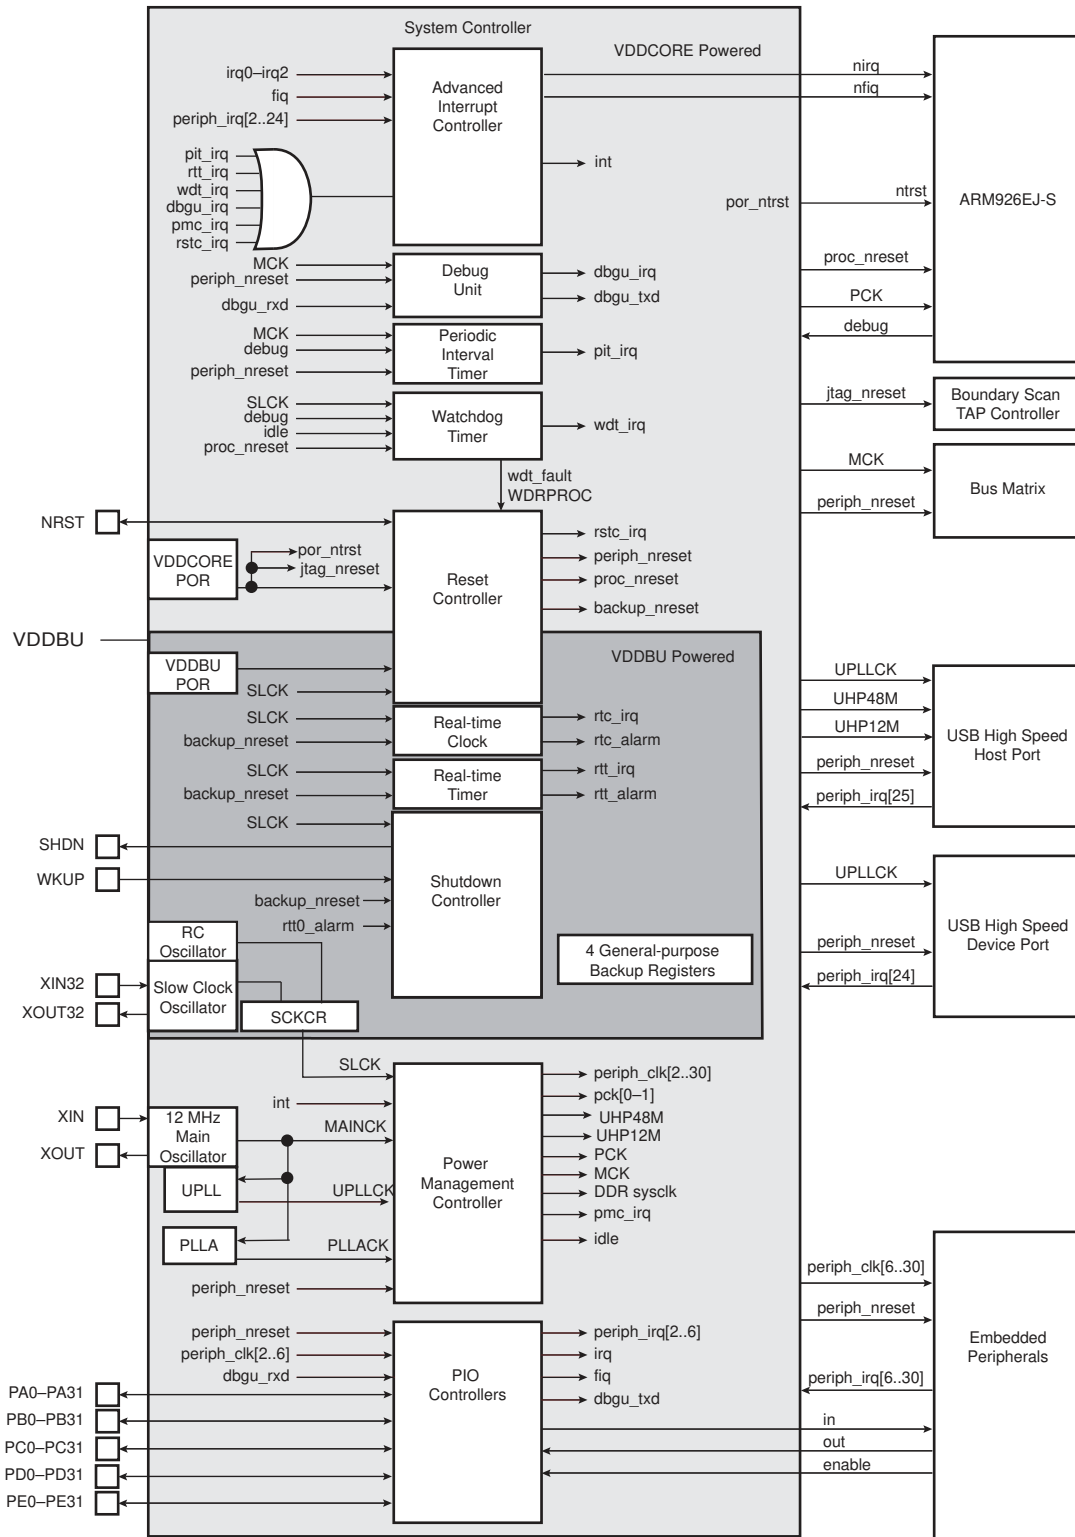 System Controller
VDDCORE Powered
irq0–irq2
fiq
periph_irq[2..24]
Advanced
Interrupt
Controller
nirq
nfiq
int
pit_irq
rtt_irq
wdt_irq
dbgu_irq
pmc_irq
rstc_irq
por_ntrst
ntrst
ARM926EJ-S
proc_nreset
PCK
debug
MCK
periph_nreset
dbgu_rxd
Debug
Unit
dbgu_irq
dbgu_txd
MCK
debug
periph_nreset
Periodic
Interval
Timer
pit_irq
SLCK
debug
idle
proc_nreset
Watchdog
Timer
wdt_irq
jtag_nreset
Boundary Scan
TAP Controller
wdt_fault
WDRPROC
MCK
periph_nreset
Bus Matrix
NRST
VDDCORE
POR
por_ntrst
jtag_nreset
Reset
Controller
rstc_irq
periph_nreset
proc_nreset
backup_nreset
VDDBU
VDDBU Powered
VDDBU
POR
SLCK
SLCK
backup_nreset
Real-time
Clock
rtc_irq
rtc_alarm
SLCK
backup_nreset
Real-time
Timer
rtt_irq
rtt_alarm
UPLLCK
UHP48M
UHP12M
periph_nreset
periph_irq[25]
USB High Speed
Host Port
SLCK
SHDN
WKUP
backup_nreset
rtt0_alarm
Shutdown
Controller
4 General-purpose
Backup Registers
UPLLCK
periph_nreset
periph_irq[24]
USB High Speed
Device Port
RC
Oscillator
XIN32
XOUT32
Slow Clock
Oscillator
SCKCR
SLCK
int
XIN
XOUT
12 MHz
Main
Oscillator
MAINCK
UPLL
UPLLCK
PLLA
PLLACK
periph_nreset
Power
Management
Controller
periph_clk[2..30]
pck[0–1]
UHP48M
UHP12M
PCK
MCK
DDR sysclk
pmc_irq
idle
periph_clk[6..30]
periph_nreset
periph_irq[6..30]
in
out
enable
Embedded
Peripherals
periph_nreset
periph_clk[2..6]
dbgu_rxd
PIO
Controllers
periph_irq[2..6]
irq
fiq
dbgu_txd
PA0–PA31
PB0–PB31
PC0–PC31
PD0–PD31
PE0–PE31